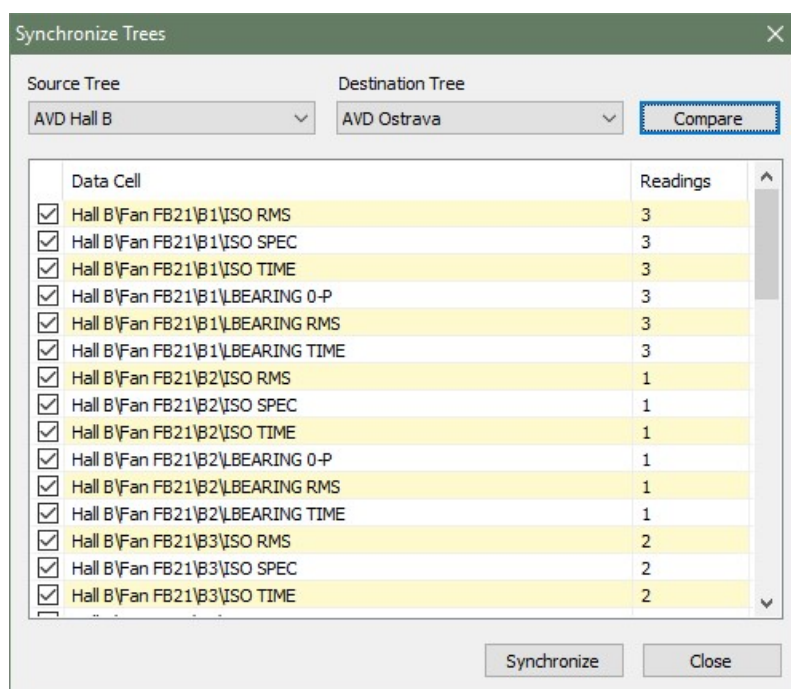 Synchronize Trees
Source Tree Destination Tree
AVD Hall B AVD Ostrava Compare
Data Cell Readings
Hall B\Fan FB21\B1\ISO RMS 3
Hall B\Fan FB21\B1\ISO SPEC 3
Hall B\Fan FB21\B1\ISO TIME 3
Hall B\Fan FB21\B1\LBEARING 0-P 3
Hall B\Fan FB21\B1\LBEARING RMS 3
Hall B\Fan FB21\B1\LBEARING TIME 3
Hall B\Fan FB21\B2\ISO RMS 1
Hall B\Fan FB21\B2\ISO SPEC 1
Hall B\Fan FB21\B2\ISO TIME 1
Hall B\Fan FB21\B2\LBEARING 0-P 1
Hall B\Fan FB21\B2\LBEARING RMS 1
Hall B\Fan FB21\B2\LBEARING TIME 1
Hall B\Fan FB21\B3\ISO RMS 2
Hall B\Fan FB21\B3\ISO SPEC 2
Hall B\Fan FB21\B3\ISO TIME 2
Synchronize Close